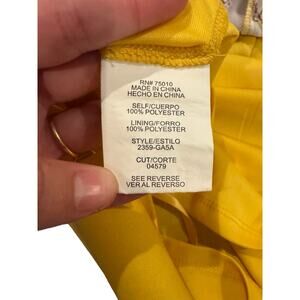 RN# 75010
MADE IN CHINA
HECHO EN CHINA
SELF/CUERPO
100% POLYESTER
LINING/FORRO
100% POLYESTER
STYLE/ESTILO
2359-GA5A
CUT/CORTE
04579
SEE REVERSE
VER AL REVERSO